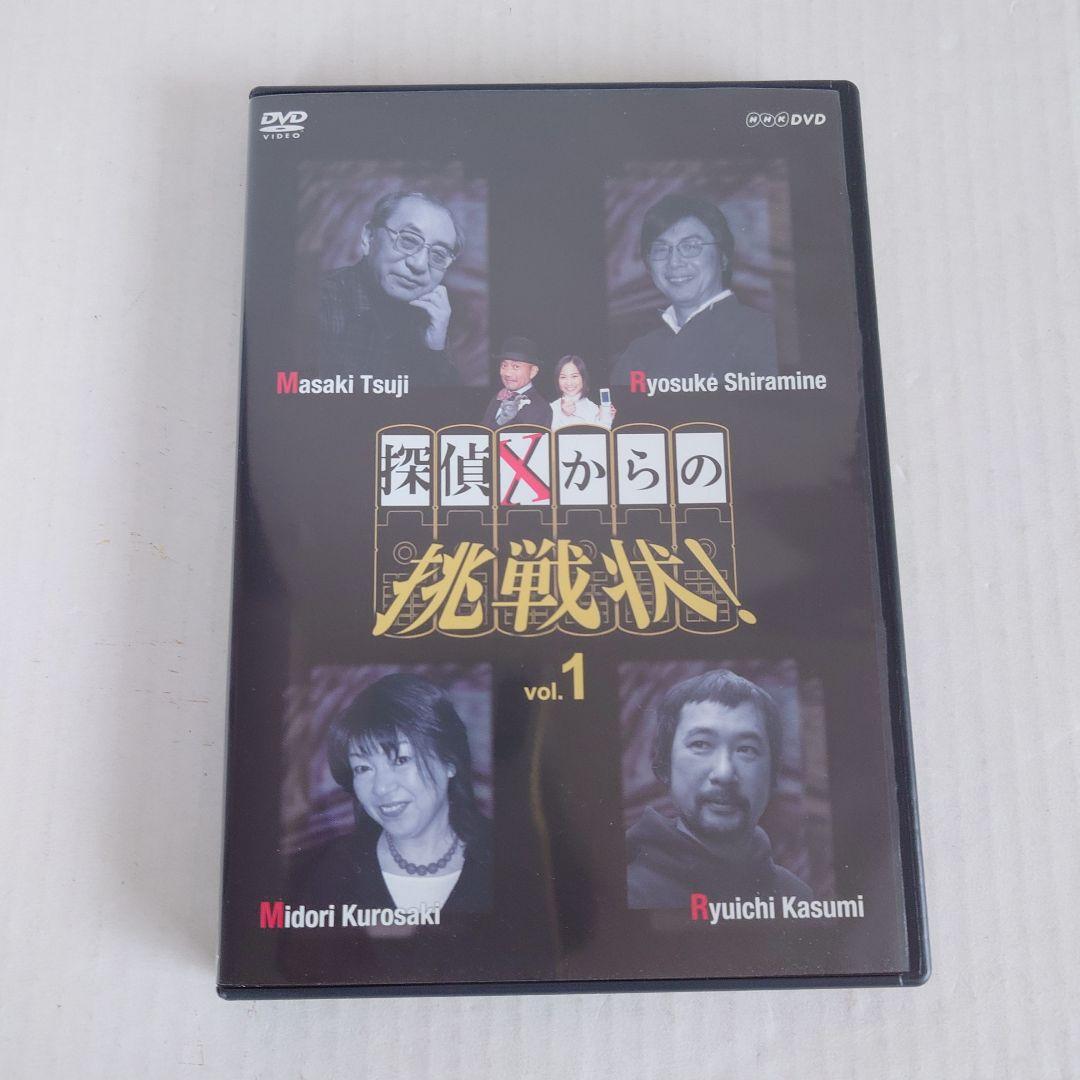 DVD
VIDEO
NHK DVD
Masaki Tsuji
Ryosuke Shiramine
探偵Xからの
挑戦状!
vol.1
Midori Kurosaki
Ryuichi Kasumi